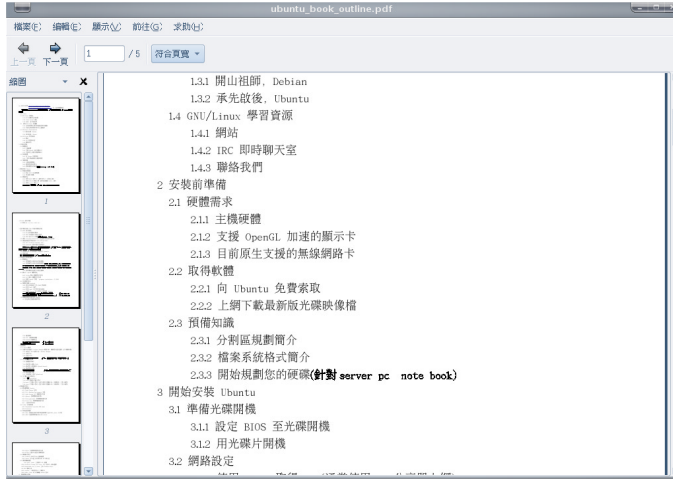 ubuntu_book_outline.pdf
檔案(F) 編輯(E) 顯示(V) 前往(G) 求助(H)
上一頁 下一頁 1 / 5 符合頁寬
縮圖
1
2
3
1.3.1 開山祖師, Debian
1.3.2 承先啟後, Ubuntu
1.4 GNU/Linux 學習資源
1.4.1 網站
1.4.2 IRC 即時聊天室
1.4.3 聯絡我們
2 安裝前準備
2.1 硬體需求
2.1.1 主機硬體
2.1.2 支援 OpenGL 加速的顯示卡
2.1.3 目前原生支援的無線網路卡
2.2 取得軟體
2.2.1 向 Ubuntu 免費索取
2.2.2 上網下載最新版光碟映像檔
2.3 預備知識
2.3.1 分割區規劃簡介
2.3.2 檔案系統格式簡介
2.3.3 開始規劃您的硬碟(針對 server pc note book)
3 開始安裝 Ubuntu
3.1 準備光碟開機
3.1.1 設定 BIOS 至光碟開機
3.1.2 用光碟片開機
3.2 網路設定